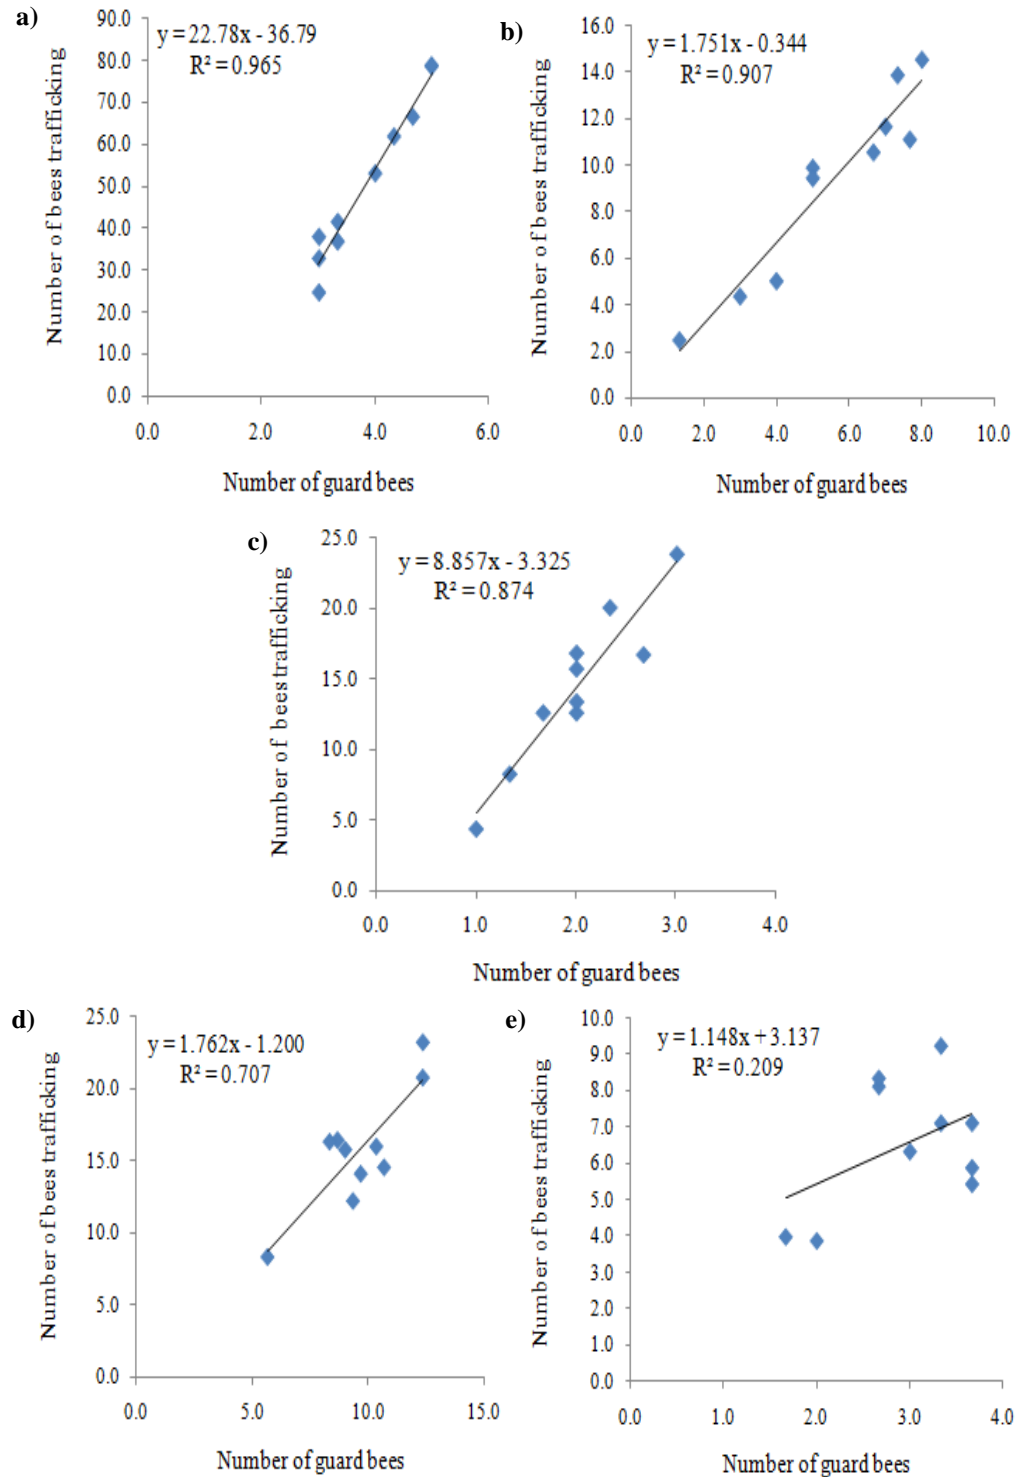 a)
y = 22.78x - 36.79
R² = 0.965
Number of bees trafficking
90.0
80.0
70.0
60.0
50.0
40.0
30.0
20.0
10.0
0.0
0.0 2.0 4.0 6.0
Number of guard bees
b)
y = 1.751x - 0.344
R² = 0.907
Number of bees trafficking
16.0
14.0
12.0
10.0
8.0
6.0
4.0
2.0
0.0
0.0 2.0 4.0 6.0 8.0 10.0
Number of guard bees
c)
y = 8.857x - 3.325
R² = 0.874
Number of bees trafficking
25.0
20.0
15.0
10.0
5.0
0.0
0.0 1.0 2.0 3.0 4.0
Number of guard bees
d)
y = 1.762x - 1.200
R² = 0.707
Number of bees trafficking
25.0
20.0
15.0
10.0
5.0
0.0
0.0 5.0 10.0 15.0
Number of guard bees
e)
y = 1.148x + 3.137
R² = 0.209
Number of bees trafficking
10.0
9.0
8.0
7.0
6.0
5.0
4.0
3.0
2.0
1.0
0.0
0.0 1.0 2.0 3.0 4.0
Number of guard bees